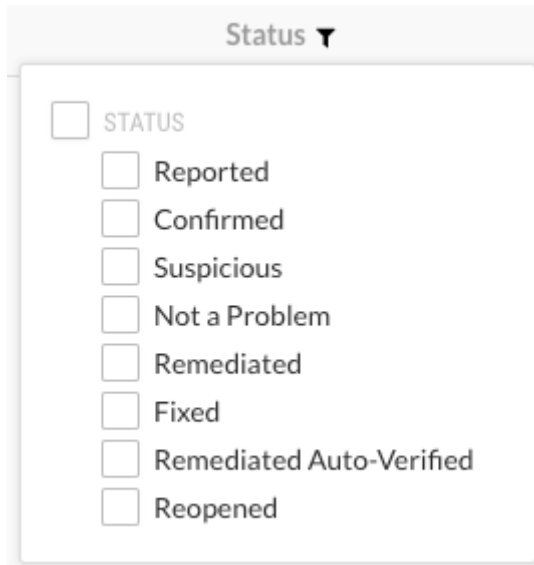 Status
STATUS
Reported
Confirmed
Suspicious
Not a Problem
Remediated
Fixed
Remediated Auto-Verified
Reopened